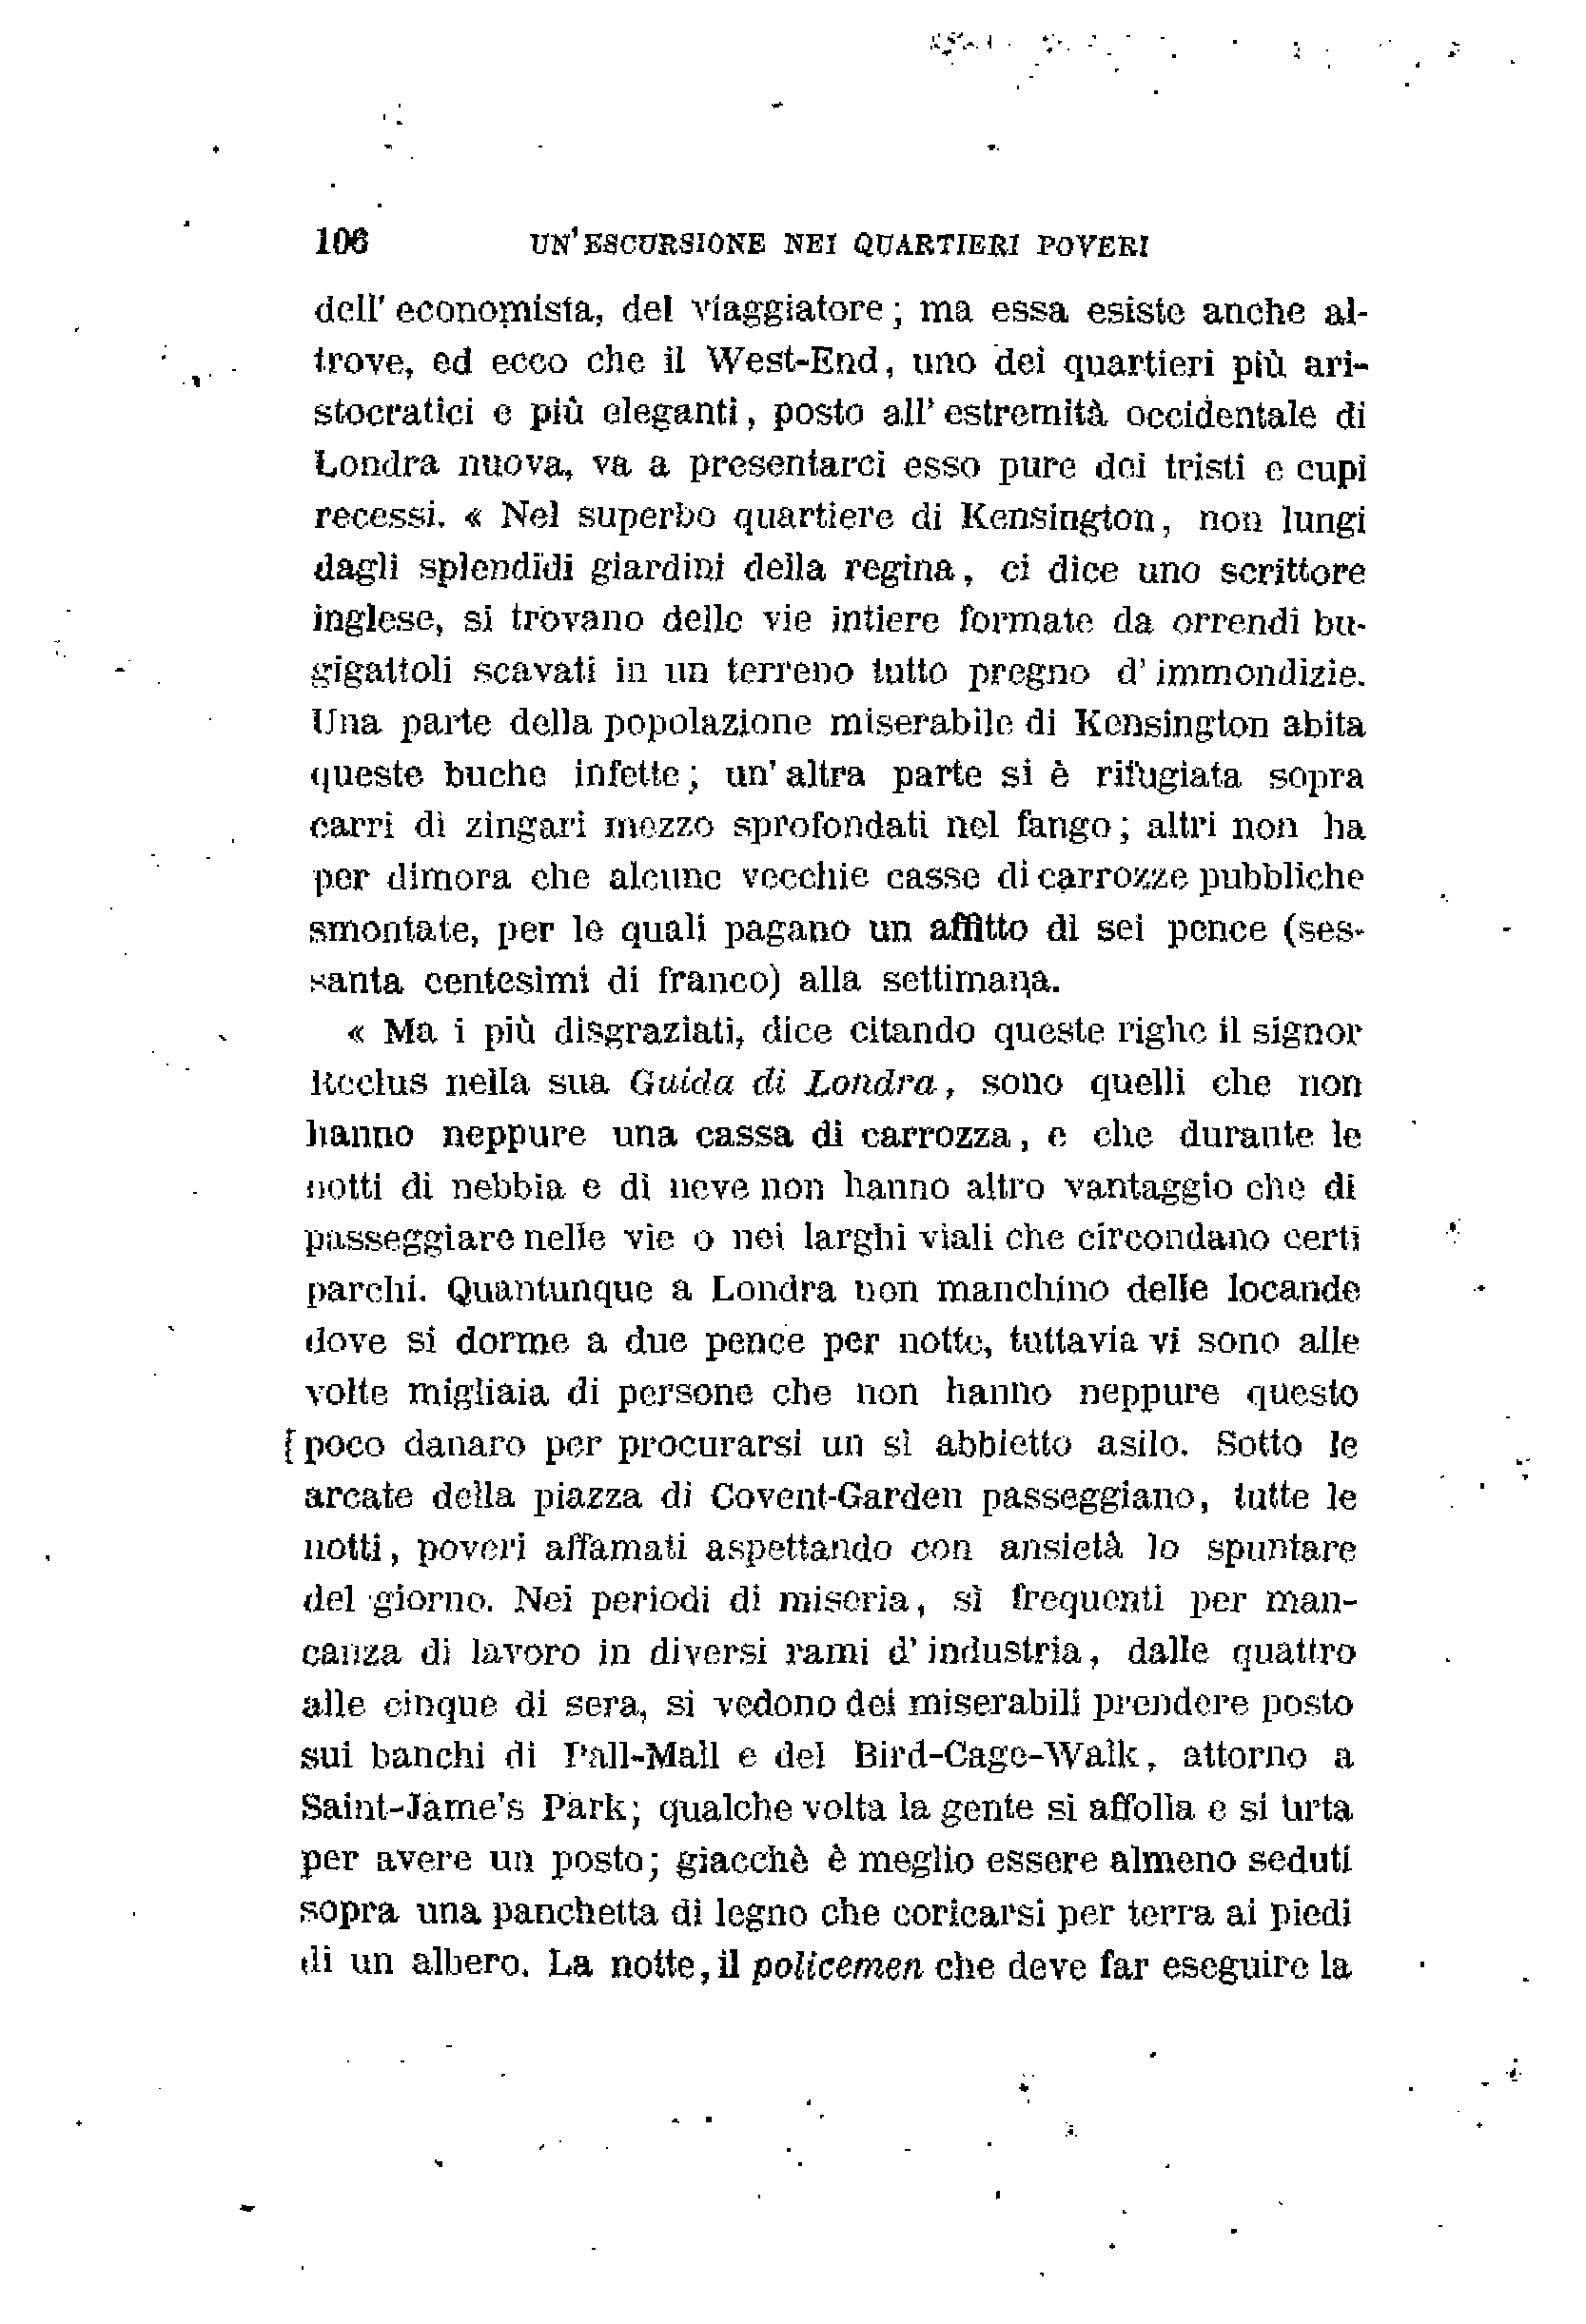 106 UN'ESCURSIONE NEI QUARTIERI POVERI
dell' economista, del viaggiatore; ma essa esiste anche al-
trove, ed ecco che il West-End, uno dei quartieri più ari-
stocratici e più eleganti, posto all' estremità occidentale di
Londra nuova, va a presentarci esso pure dei tristi e cupi
recessi. « Nel superbo quartiere di Kensington, non lungi
dagli splendidi giardini della regina, ci dice uno scrittore
inglese, si trovano delle vie intiere formate da orrendi bu-
gigattoli scavati in un terreno tutto pregno d' immondizie.
Una parte della popolazione miserabile di Kensington abita
queste buche infette; un' altra parte si è rifugiata sopra
carri di zingari mezzo sprofondati nel fango; altri non ha
per dimora che alcune vecchie casse di carrozze pubbliche
smontate, per le quali pagano un affitto di sei pence (ses-
santa centesimi di franco) alla settimana.
« Ma i più disgraziati, dice citando queste righe il signor
Reclus nella sua Guida di Londra, sono quelli che non
hanno neppure una cassa di carrozza, e che durante le
notti di nebbia e di neve non hanno altro vantaggio che di
passeggiare nelle vie o nei larghi viali che circondano certi
parchi. Quantunque a Londra non manchino delle locande
dove si dorme a due pence per notte, tuttavia vi sono alle
volte migliaia di persone che non hanno neppure questo
poco danaro per procurarsi un sì abbietto asilo. Sotto le
arcate della piazza di Covent-Garden passeggiano, tutte le
notti, poveri affamati aspettando con ansietà lo spuntare
del giorno. Nei periodi di miseria, sì frequenti per man-
canza di lavoro in diversi rami d' industria, dalle quattro
alle cinque di sera, si vedono dei miserabili prendere posto
sui banchi di Pall-Mall e del Bird-Cage-Walk, attorno a
Saint-Jame's Park; qualche volta la gente si affolla e si urta
per avere un posto; giacchè è meglio essere almeno seduti
sopra una panchetta di legno che coricarsi per terra ai piedi
di un albero. La notte, il policemen che deve far eseguire la